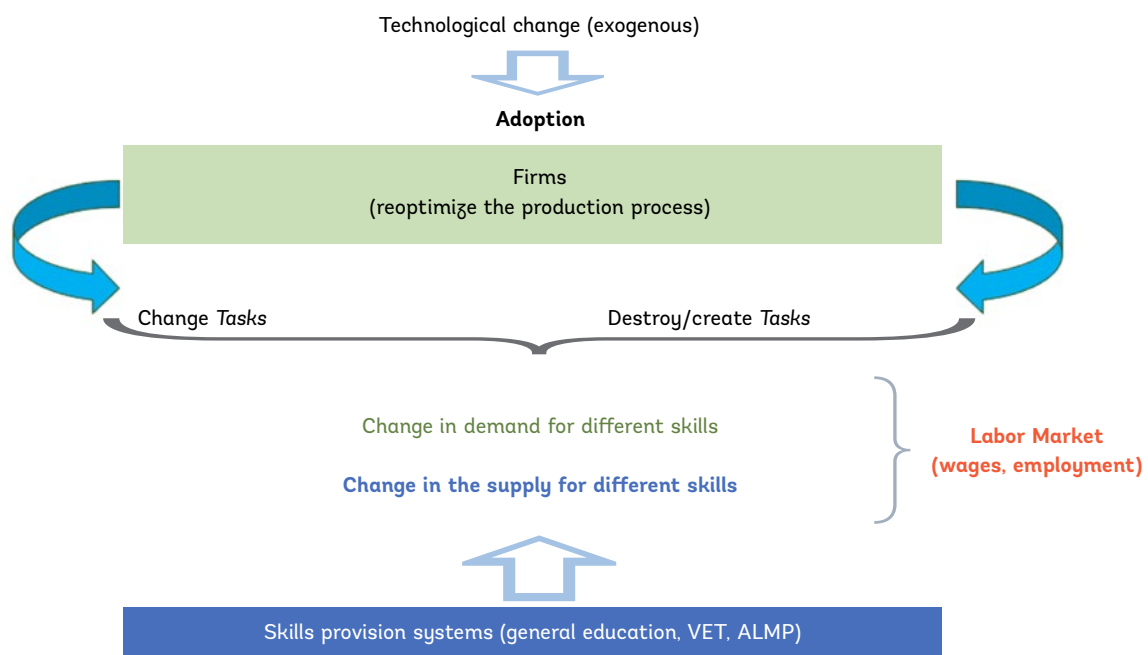 Technological change (exogenous)
Adoption
Firms
(reoptimize the production process)
Change Tasks
Destroy/create Tasks
Change in demand for different skills
Change in the supply for different skills
Labor Market
(wages, employment)
Skills provision systems (general education, VET, ALMP)